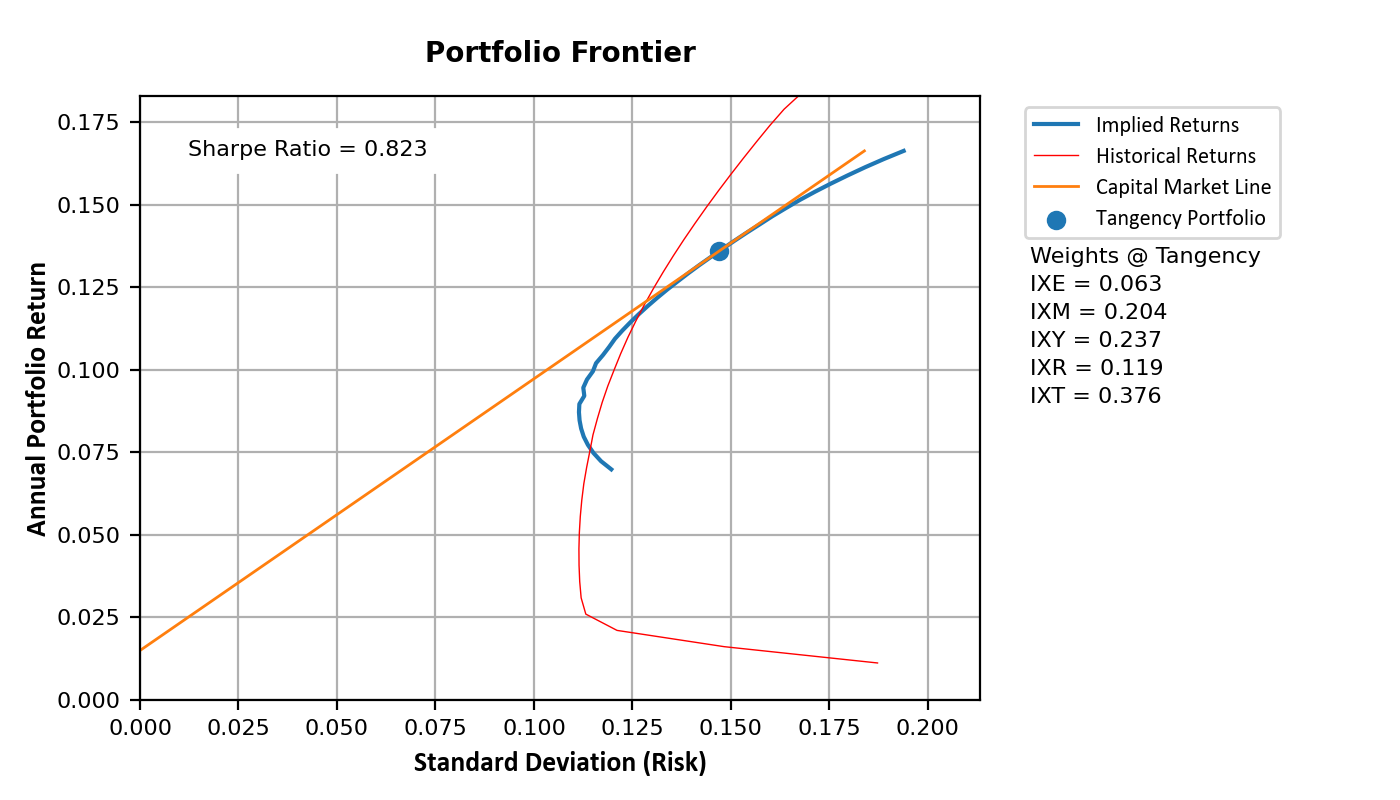 Portfolio Frontier
Sharpe Ratio = 0.823
Annual Portfolio Return
0.175
0.150
0.125
0.100
0.075
0.050
0.025
0.000
0.000 0.025 0.050 0.075 0.100 0.125 0.150 0.175 0.200
Standard Deviation (Risk)
Implied Returns
Historical Returns
Capital Market Line
Tangency Portfolio
Weights @ Tangency
IXE = 0.063
IXM = 0.204
IXY = 0.237
IXR = 0.119
IXT = 0.376